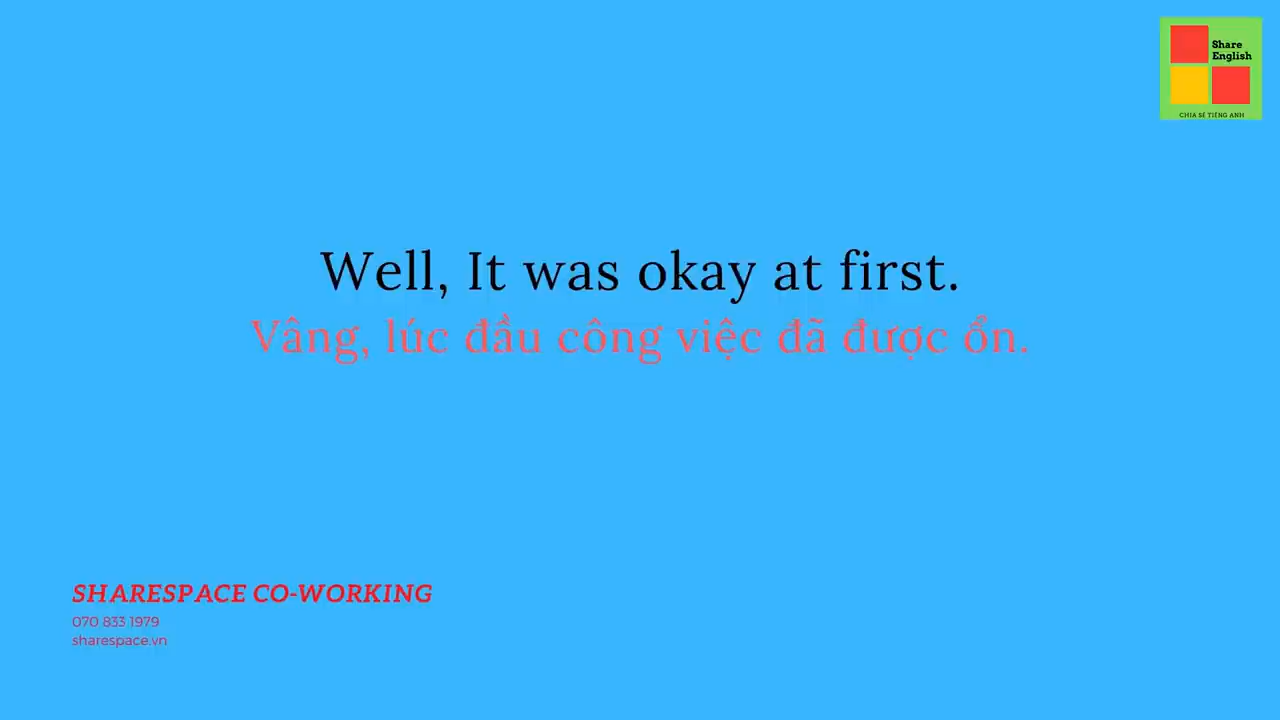 Share
English
CHIA SẺ TIẾNG ANH
Well, It was okay at first.
Vâng, lúc đầu công việc đã được ổn.
SHARESPACE CO-WORKING
070 833 1979
sharespace.vn